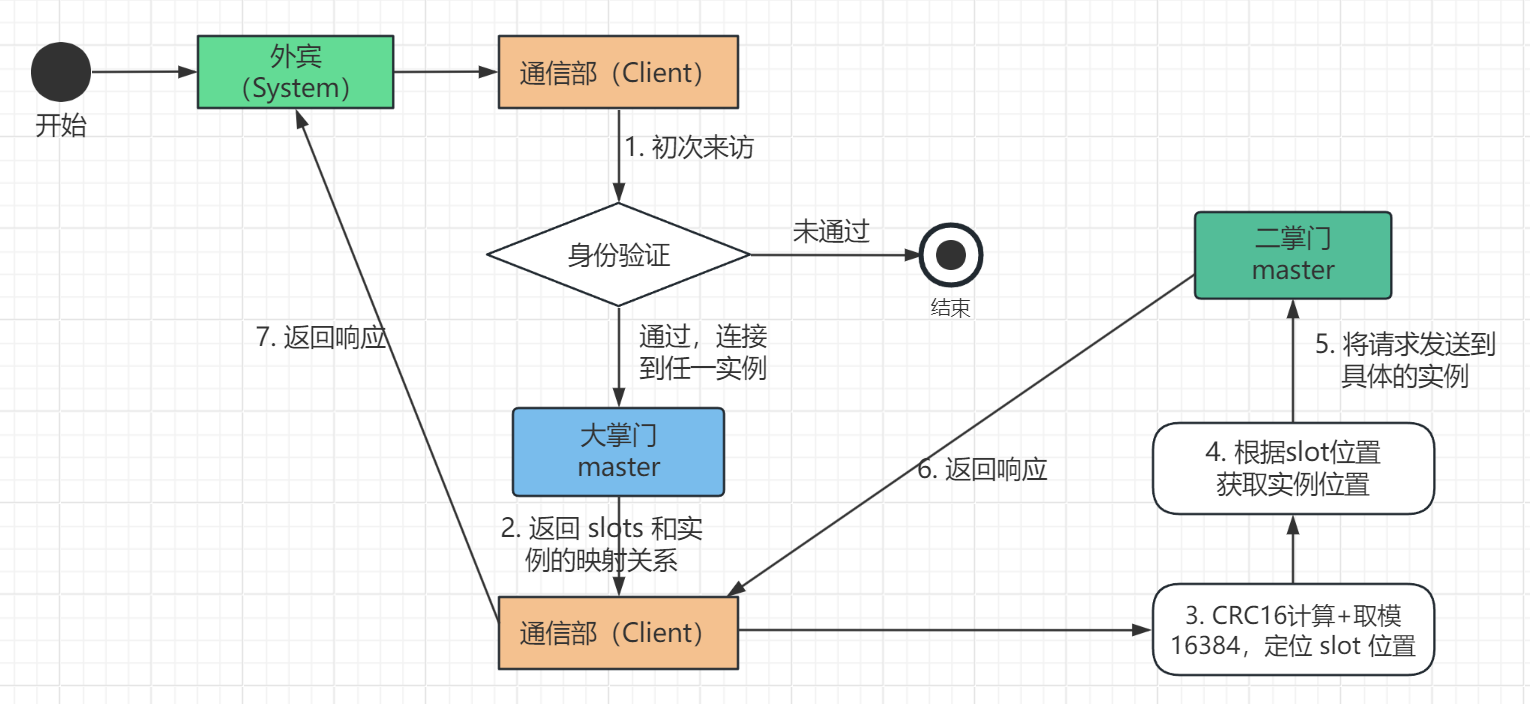 开始
外宾
（System）
通信部（Client）
1. 初次来访
身份验证
未通过
结束
通过，连接
到任一实例
大掌门
master
2. 返回 slots 和实
例的映射关系
通信部（Client）
3. CRC16计算+取模
16384，定位 slot 位置
4. 根据slot位置
获取实例位置
5. 将请求发送到
具体的实例
二掌门
master
6. 返回响应
7. 返回响应